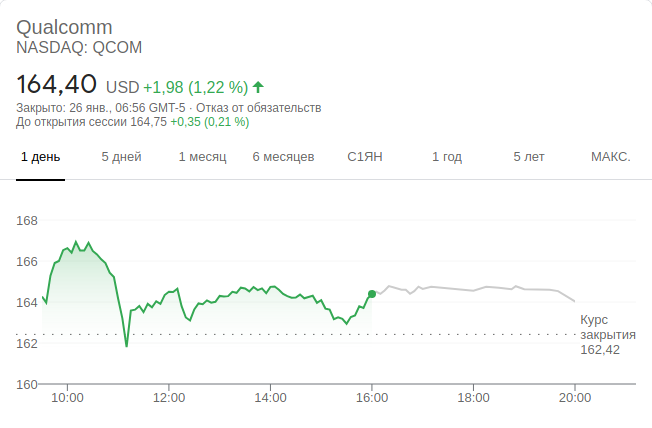 Qualcomm
NASDAQ: QCOM
164,40 USD +1,98 (1,22 %)
Закрыто: 26 янв., 06:56 GMT-5 · Отказ от обязательств
До открытия сессии 164,75 +0,35 (0,21 %)
1 день 5 дней 1 месяц 6 месяцев С1ЯН 1 год 5 лет МАКС.
168
166
164
Курс
закрытия
162,42
162
160
10:00 12:00 14:00 16:00 18:00 20:00